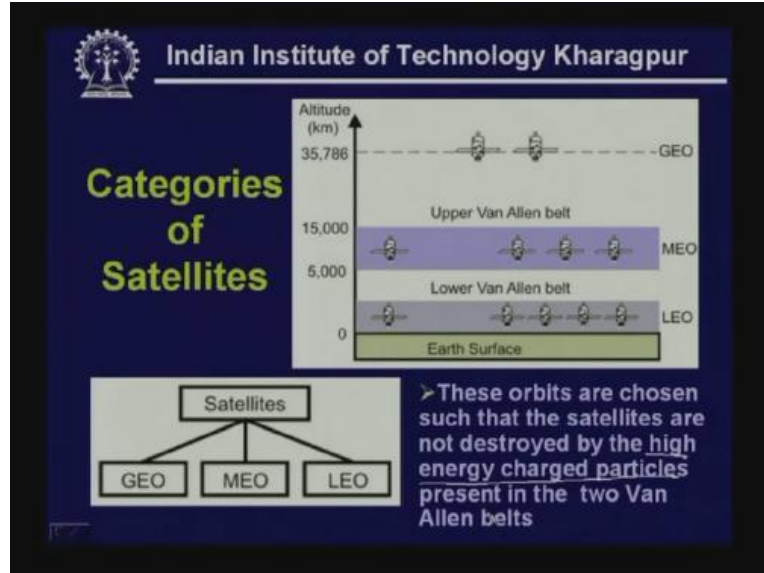 Indian Institute of Technology Kharagpur
Categories
of
Satellites
Altitude
(km)
35,786
GEO
Upper Van Allen belt
15,000
MEO
5,000
Lower Van Allen belt
LEO
0
Earth Surface
Satellites
GEO
MEO
LEO
➢These orbits are chosen
such that the satellites are
not destroyed by the high
energy charged particles
present in the two Van
Allen belts